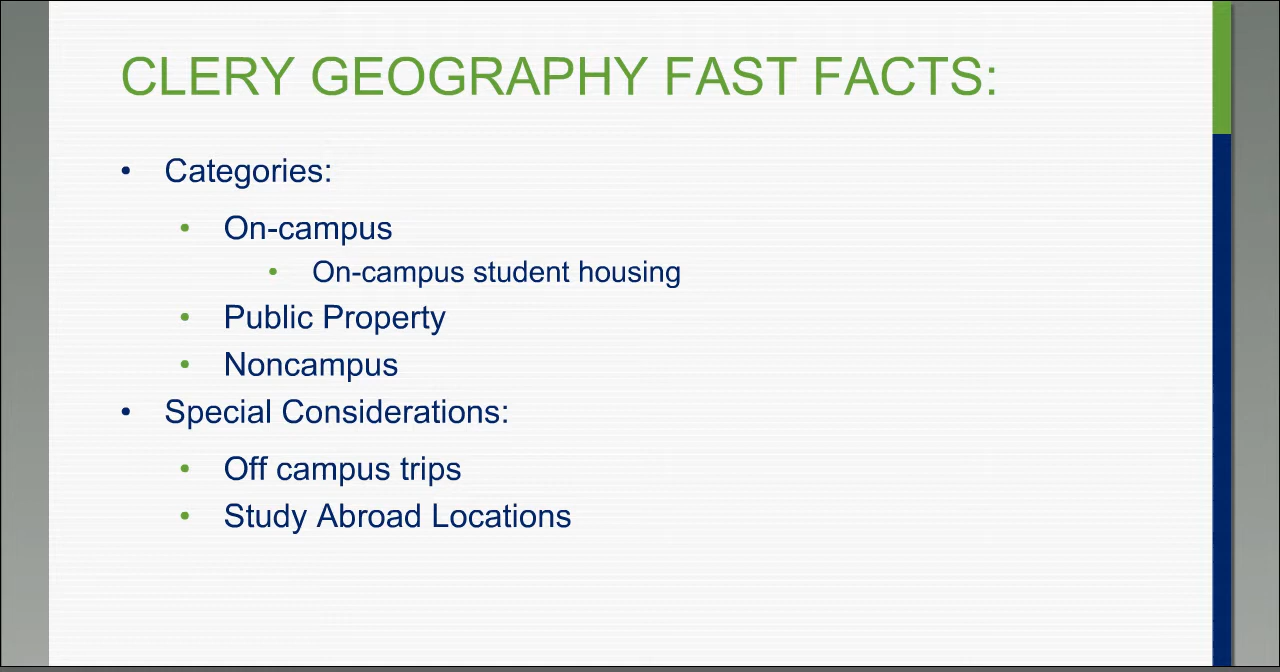 CLERY GEOGRAPHY FAST FACTS:
• Categories:
• On-campus
• On-campus student housing
• Public Property
• Noncampus
• Special Considerations:
• Off campus trips
• Study Abroad Locations